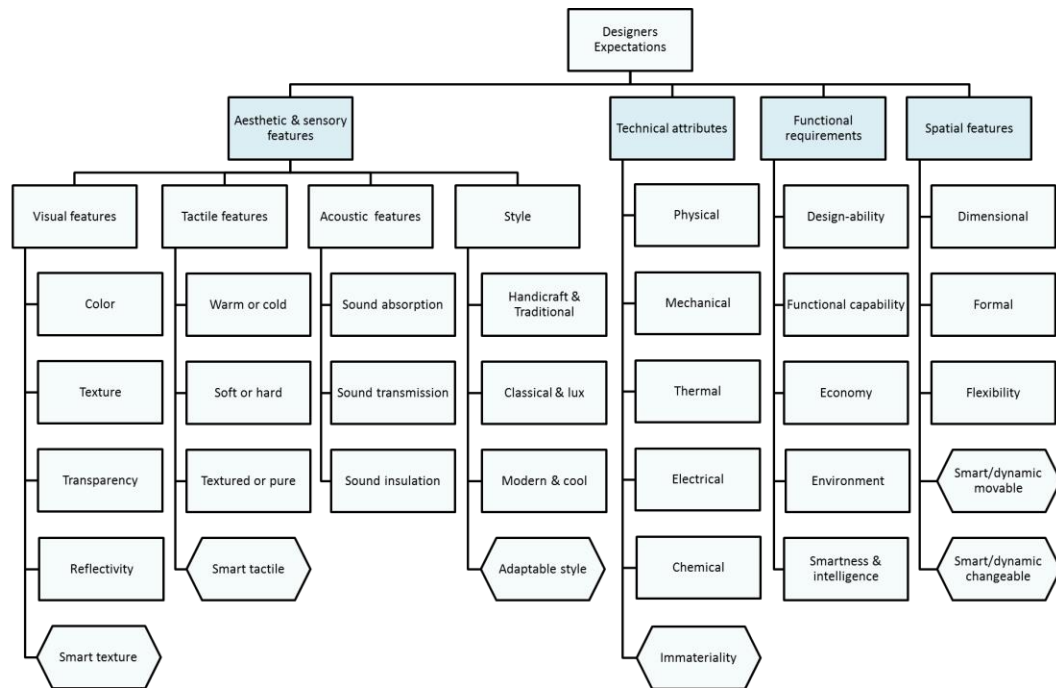 Designers
Expectations
Aesthetic & sensory
features
Technical attributes
Functional
requirements
Spatial features
Visual features
Tactile features
Acoustic features
Style
Physical
Design-ability
Dimensional
Color
Warm or cold
Sound absorption
Handicraft &
Traditional
Mechanical
Functional capability
Formal
Texture
Soft or hard
Sound transmission
Classical & lux
Thermal
Economy
Flexibility
Transparency
Textured or pure
Sound insulation
Modern & cool
Electrical
Environment
Smart/dynamic
movable
Reflectivity
Smart tactile
Adaptable style
Chemical
Smartness &
intelligence
Smart/dynamic
changeable
Smart texture
Immateriality